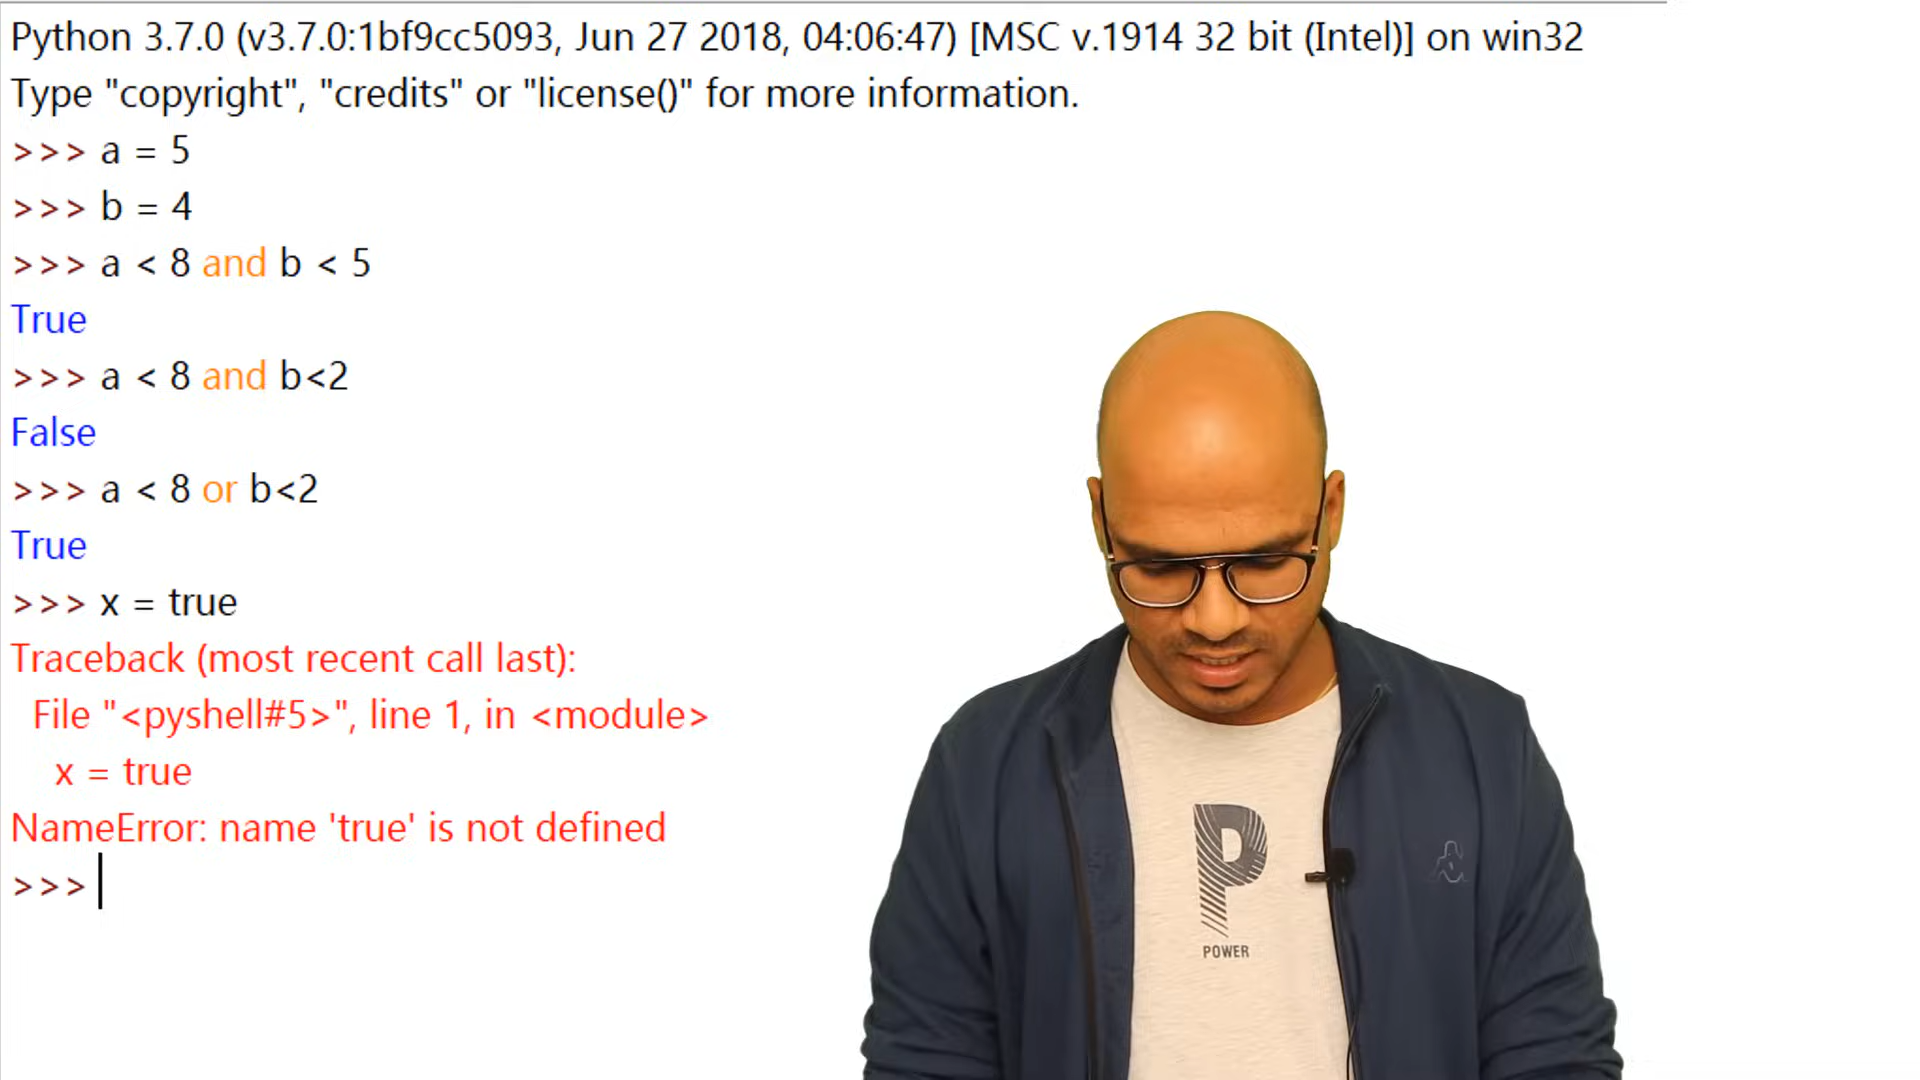 Python 3.7.0 (v3.7.0:1bf9cc5093, Jun 27 2018, 04:06:47) [MSC v.1914 32 bit (Intel)] on win32
Type "copyright", "credits" or "license()" for more information.
>>> a = 5
>>> b = 4
>>> a < 8 and b < 5
True
>>> a < 8 and b<2
False
>>> a < 8 or b<2
True
>>> x = true
Traceback (most recent call last):
  File "<pyshell#5>", line 1, in <module>
    x = true
NameError: name 'true' is not defined
>>>
P
POWER